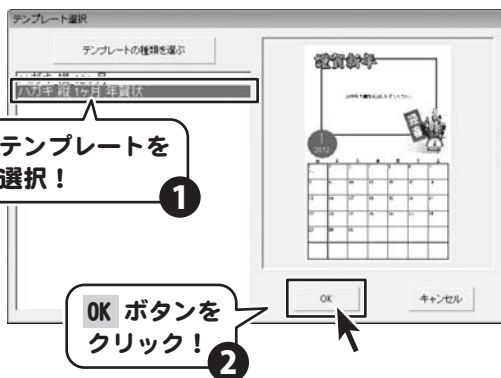 テンプレート選択
テンプレートの種類を選ぶ
ハガキ 縦 1ヶ月 年賀状
テンプレートを
選択！
1
謹賀新年
1
2012
OK
キャンセル
OK ボタンを
クリック！
2